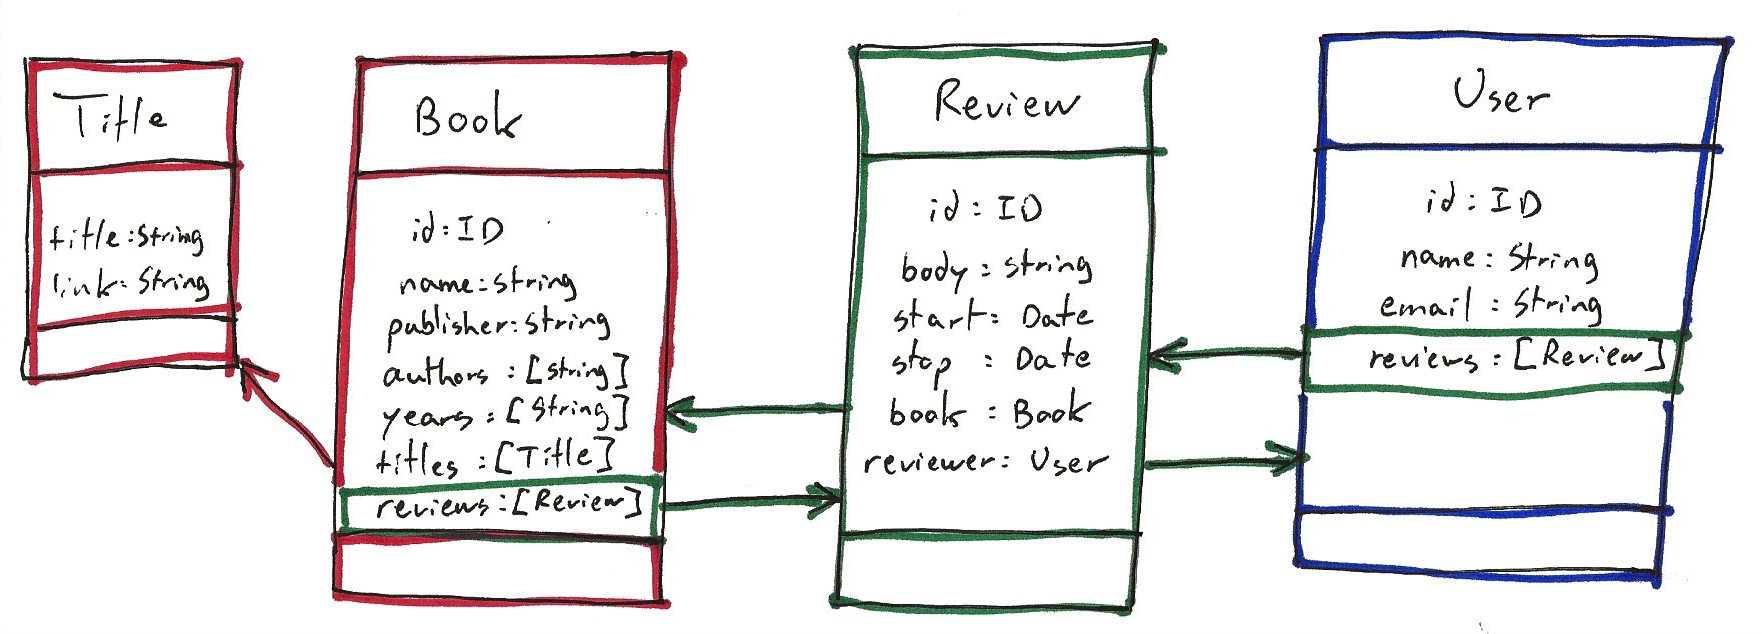 Title
title:String
link: String
Book
id:ID
name:String
publisher:String
authors : [String]
years : [String]
titles : [Title]
reviews:[Review]
Review
id: ID
body: String
start: Date
stop : Date
book : Book
reviewer: User
User
id: ID
name: String
email: String
reviews: [Review]